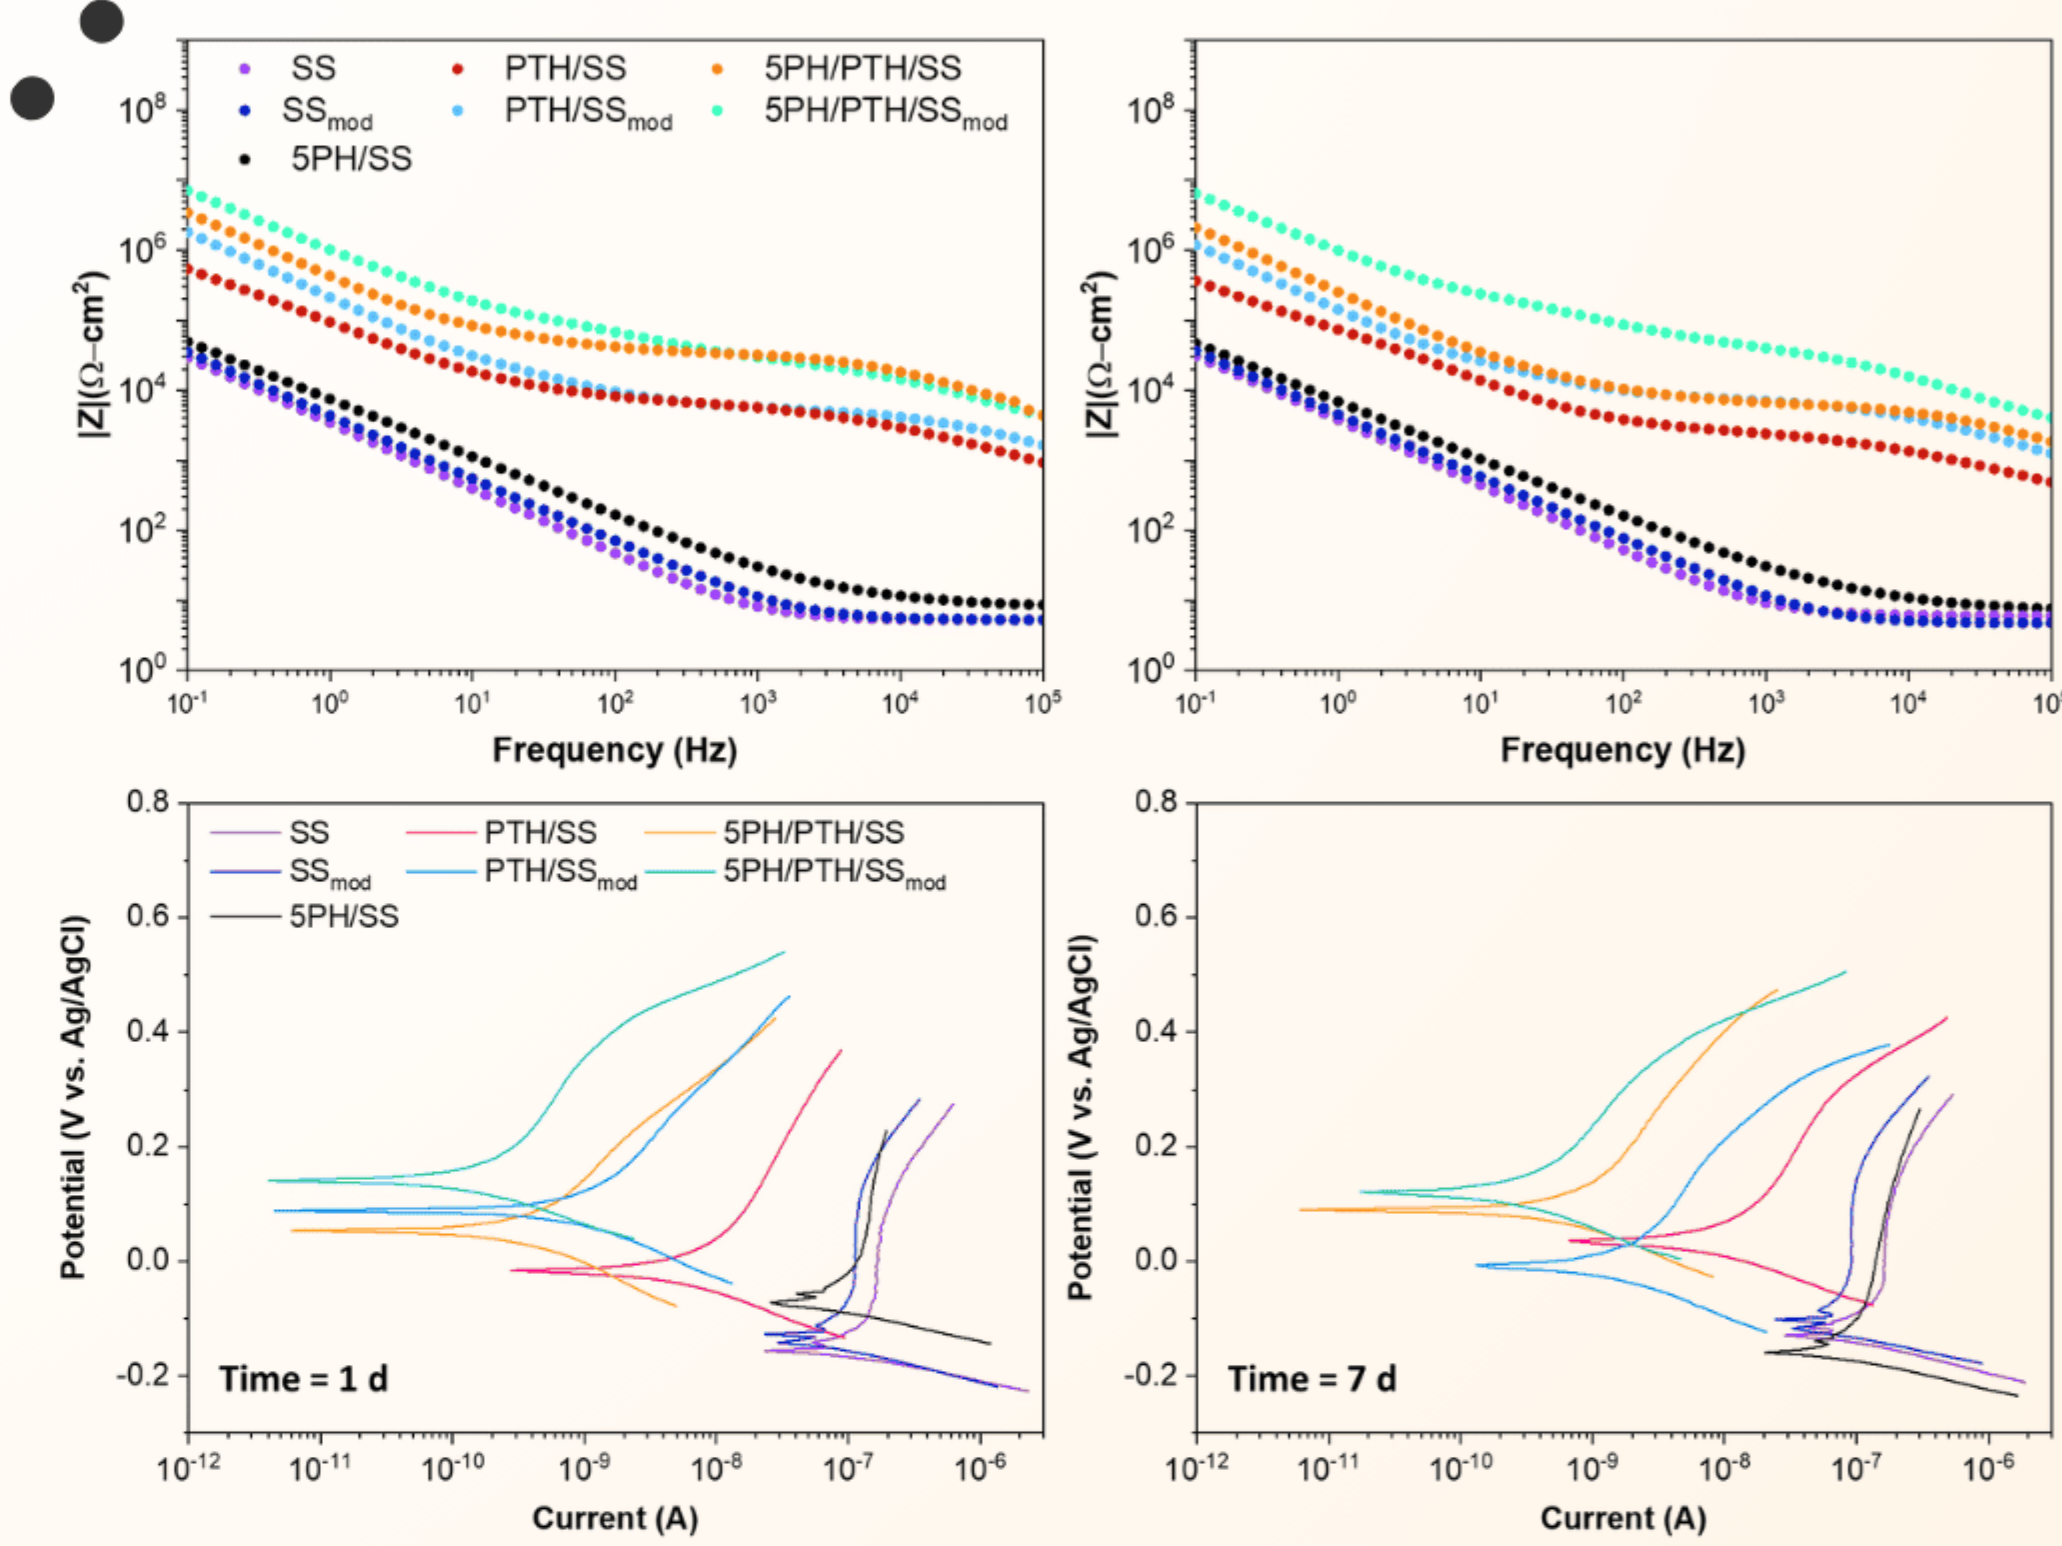 SS PTH/SS 5PH/PTH/SS
SSmod PTH/SSmod 5PH/PTH/SSmod
5PH/SS
10^8
10^6
10^4
10^2
10^0
|Z|(Ω–cm²)
10^-1 10^0 10^1 10^2 10^3 10^4 10^5
Frequency (Hz)
10^8
10^6
10^4
10^2
10^0
|Z|(Ω–cm²)
10^-1 10^0 10^1 10^2 10^3 10^4 10^5
Frequency (Hz)
SS PTH/SS 5PH/PTH/SS
SSmod PTH/SSmod 5PH/PTH/SSmod
5PH/SS
0.8
0.6
0.4
0.2
0.0
-0.2
Potential (V vs. Ag/AgCl)
Time = 1 d
10^-12 10^-11 10^-10 10^-9 10^-8 10^-7 10^-6
Current (A)
0.8
0.6
0.4
0.2
0.0
-0.2
Potential (V vs. Ag/AgCl)
Time = 7 d
10^-12 10^-11 10^-10 10^-9 10^-8 10^-7 10^-6
Current (A)